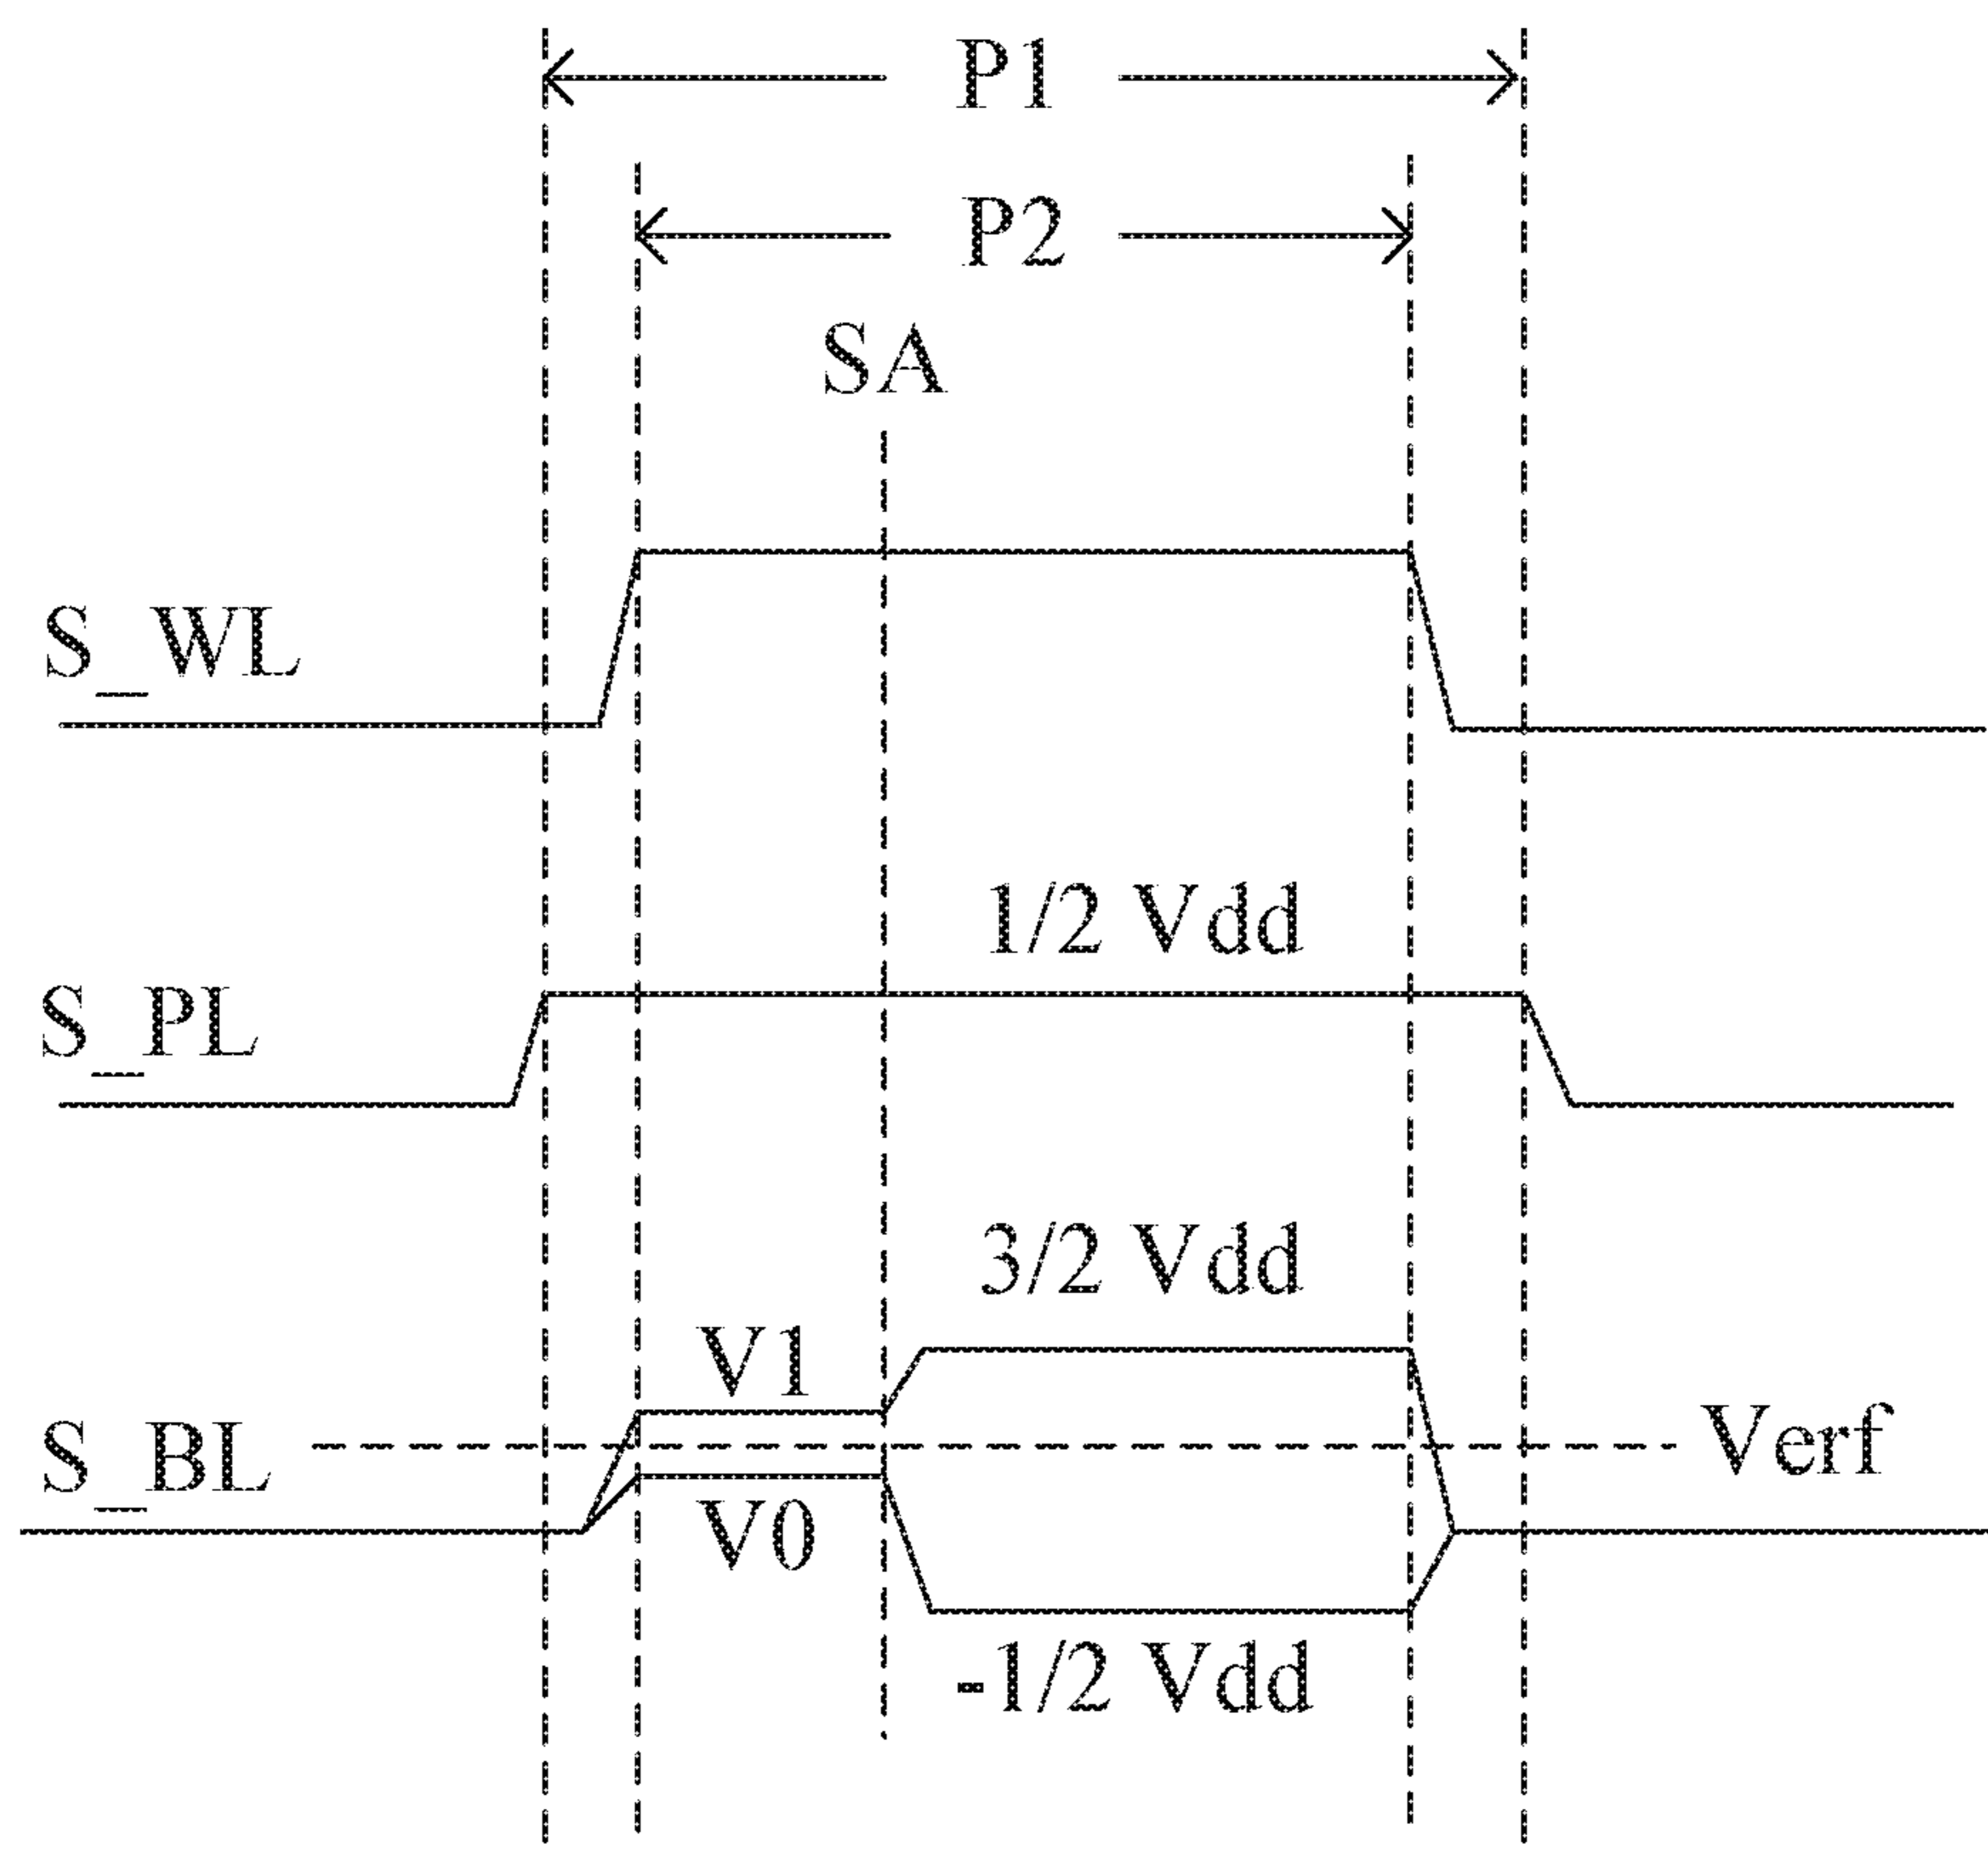 P1
P2
SA
S_WL
1/2 Vdd
S_PL
3/2 Vdd
V1
S_BL
Verf
V0
-1/2 Vdd